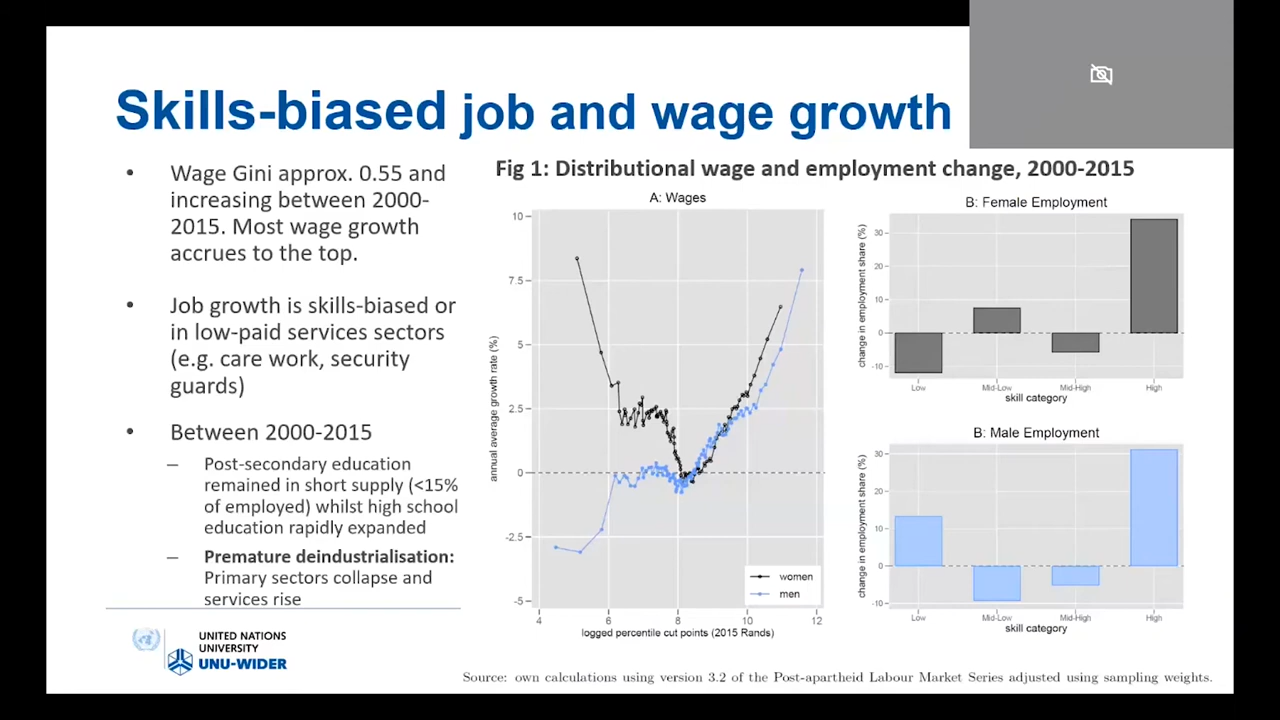 Skills-biased job and wage growth
• Wage Gini approx. 0.55 and
increasing between 2000-
2015. Most wage growth
accrues to the top.
• Job growth is skills-biased or
in low-paid services sectors
(e.g. care work, security
guards)
• Between 2000-2015
– Post-secondary education
remained in short supply (<15%
of employed) whilst high school
education rapidly expanded
– Premature deindustrialisation:
Primary sectors collapse and
services rise
UNITED NATIONS
UNIVERSITY
UNU-WIDER
Fig 1: Distributional wage and employment change, 2000-2015
A: Wages
annual average growth rate (%)
10
7.5
5
2.5
0
-2.5
-5
women
men
4 6 8 10 12
logged percentile cut points (2015 Rands)
B: Female Employment
change in employment share (%)
30
20
10
0
-10
Low Mid-Low Mid-High High
skill category
B: Male Employment
change in employment share (%)
30
20
10
0
-10
Low Mid-Low Mid-High High
skill category
Source: own calculations using version 3.2 of the Post-apartheid Labour Market Series adjusted using sampling weights.